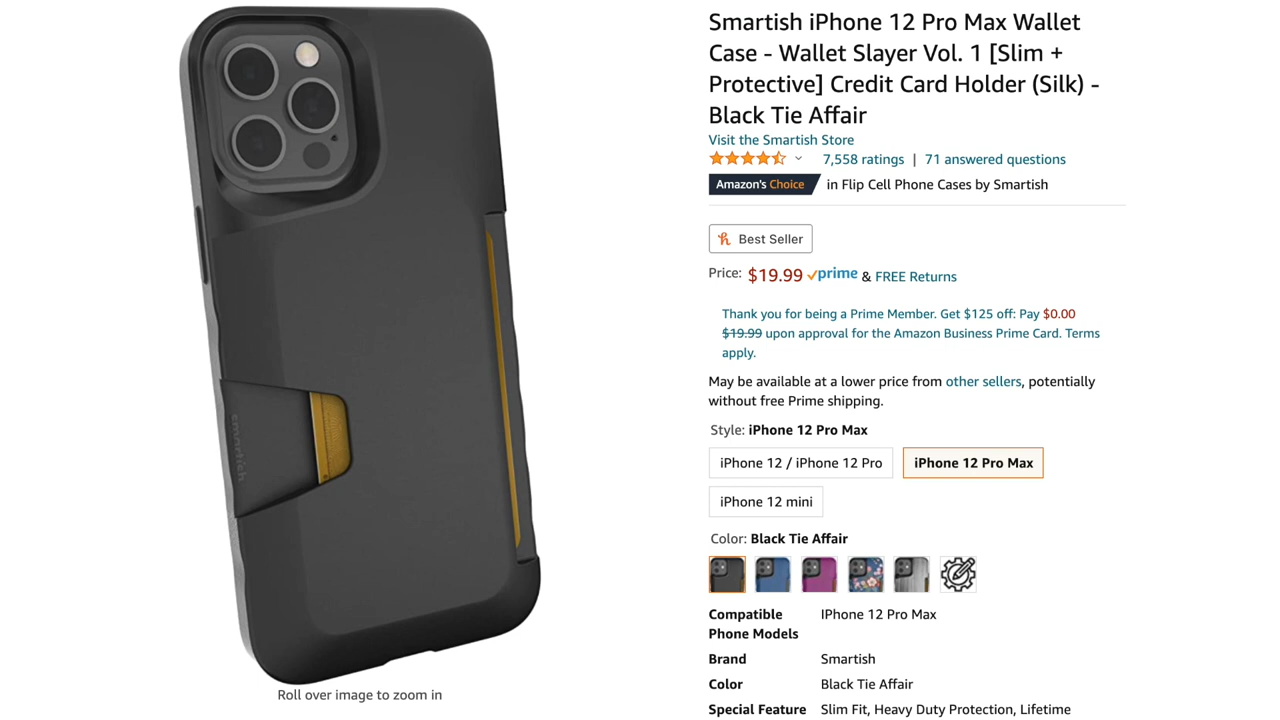 smartish
Roll over image to zoom in
Smartish iPhone 12 Pro Max Wallet
Case - Wallet Slayer Vol. 1 [Slim +
Protective] Credit Card Holder (Silk) -
Black Tie Affair
Visit the Smartish Store
7,558 ratings | 71 answered questions
Amazon's Choice in Flip Cell Phone Cases by Smartish
Best Seller
Price: $19.99 prime & FREE Returns
Thank you for being a Prime Member. Get $125 off: Pay $0.00
$19.99 upon approval for the Amazon Business Prime Card. Terms
apply.
May be available at a lower price from other sellers, potentially
without free Prime shipping.
Style: iPhone 12 Pro Max
iPhone 12 / iPhone 12 Pro
iPhone 12 Pro Max
iPhone 12 mini
Color: Black Tie Affair
Compatible IPhone 12 Pro Max
Phone Models
Brand Smartish
Color Black Tie Affair
Special Feature Slim Fit, Heavy Duty Protection, Lifetime